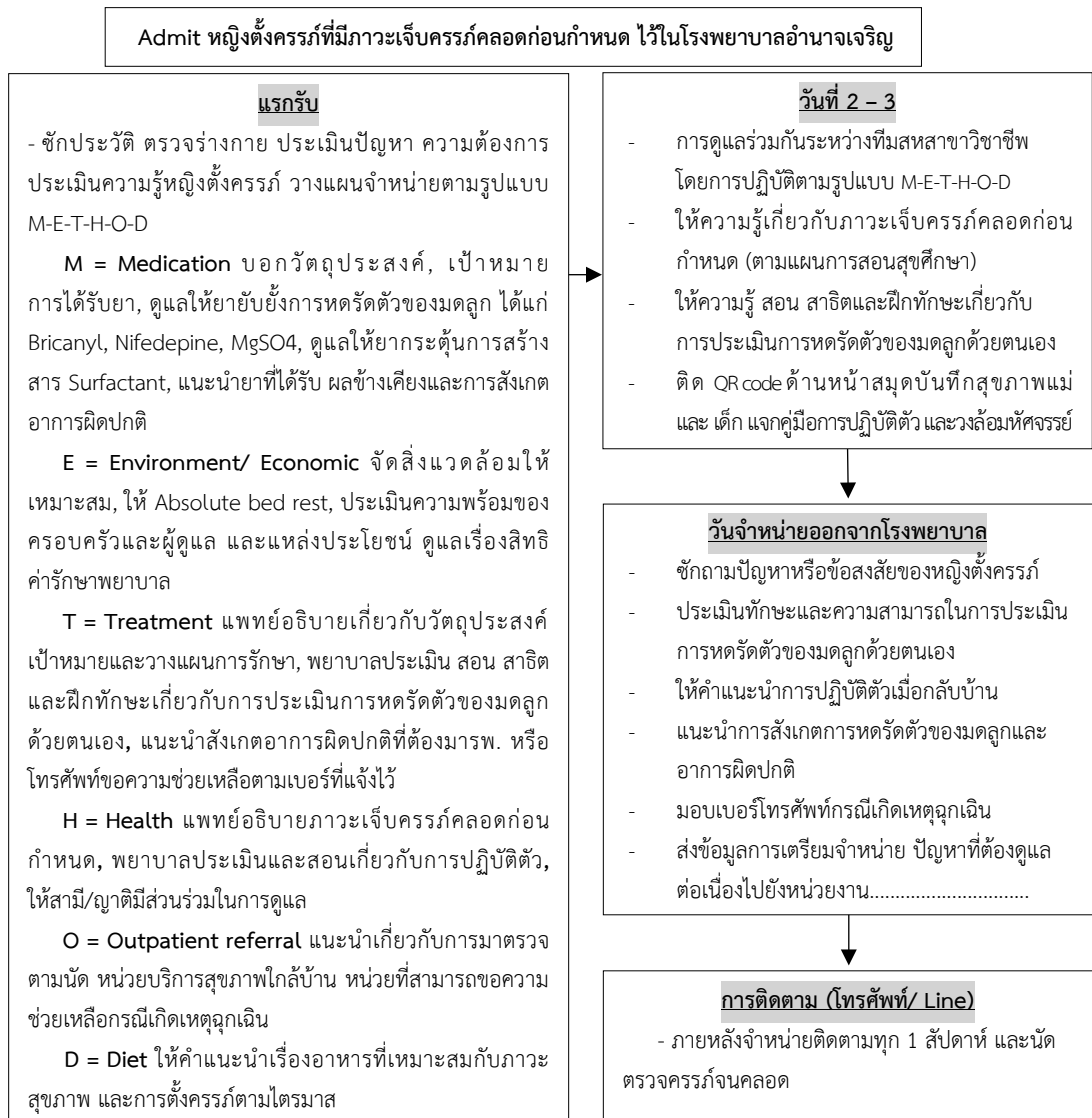 Admit หญิงตั้งครรภ์ที่มีภาวะเจ็บครรภ์คลอดก่อนกำหนด ไว้ในโรงพยาบาลอำนาจเจริญ
แรกรับ
- ซักประวัติ ตรวจร่างกาย ประเมินปัญหา ความต้องการ
ประเมินความรู้หญิงตั้งครรภ์ วางแผนจำหน่ายตามรูปแบบ
M-E-T-H-O-D
M = Medication บอกวัตถุประสงค์, เป้าหมาย
การได้รับยา, ดูแลให้ยายับยั้งการหดรัดตัวของมดลูก ได้แก่
Bricanyl, Nifedepine, MgSO4, ดูแลให้ยากระตุ้นการสร้าง
สาร Surfactant, แนะนำยาที่ได้รับ ผลข้างเคียงและการสังเกต
อาการผิดปกติ
E = Environment/ Economic จัดสิ่งแวดล้อมให้
เหมาะสม, ให้ Absolute bed rest, ประเมินความพร้อมของ
ครอบครัวและผู้ดูแล และแหล่งประโยชน์ ดูแลเรื่องสิทธิ
ค่ารักษาพยาบาล
T = Treatment แพทย์อธิบายเกี่ยวกับวัตถุประสงค์
เป้าหมายและวางแผนการรักษา, พยาบาลประเมิน สอน สาธิต
และฝึกทักษะเกี่ยวกับการประเมินการหดรัดตัวของมดลูก
ด้วยตนเอง, แนะนำสังเกตอาการผิดปกติที่ต้องมารพ. หรือ
โทรศัพท์ขอความช่วยเหลือตามเบอร์ที่แจ้งไว้
H = Health แพทย์อธิบายภาวะเจ็บครรภ์คลอดก่อน
กำหนด, พยาบาลประเมินและสอนเกี่ยวกับการปฏิบัติตัว,
ให้สามี/ญาติมีส่วนร่วมในการดูแล
O = Outpatient referral แนะนำเกี่ยวกับการมาตรวจ
ตามนัด หน่วยบริการสุขภาพใกล้บ้าน หน่วยที่สามารถขอความ
ช่วยเหลือกรณีเกิดเหตุฉุกเฉิน
D = Diet ให้คำแนะนำเรื่องอาหารที่เหมาะสมกับภาวะ
สุขภาพ และการตั้งครรภ์ตามไตรมาส
วันที่ 2 – 3
- การดูแลร่วมกันระหว่างทีมสหสาขาวิชาชีพ
โดยการปฏิบัติตามรูปแบบ M-E-T-H-O-D
- ให้ความรู้เกี่ยวกับภาวะเจ็บครรภ์คลอดก่อน
กำหนด (ตามแผนการสอนสุขศึกษา)
- ให้ความรู้ สอน สาธิตและฝึกทักษะเกี่ยวกับ
การประเมินการหดรัดตัวของมดลูกด้วยตนเอง
- ติด QR code ด้านหน้าสมุดบันทึกสุขภาพแม่
และ เด็ก แจกคู่มือการปฏิบัติตัว และวงล้อมหัศจรรย์
วันจำหน่ายออกจากโรงพยาบาล
- ซักถามปัญหาหรือข้อสงสัยของหญิงตั้งครรภ์
- ประเมินทักษะและความสามารถในการประเมิน
การหดรัดตัวของมดลูกด้วยตนเอง
- ให้คำแนะนำการปฏิบัติตัวเมื่อกลับบ้าน
- แนะนำการสังเกตการหดรัดตัวของมดลูกและ
อาการผิดปกติ
- มอบเบอร์โทรศัพท์กรณีเกิดเหตุฉุกเฉิน
- ส่งข้อมูลการเตรียมจำหน่าย ปัญหาที่ต้องดูแล
ต่อเนื่องไปยังหน่วยงาน..............................
การติดตาม (โทรศัพท์/ Line)
- ภายหลังจำหน่ายติดตามทุก 1 สัปดาห์ และนัด
ตรวจครรภ์จนคลอด